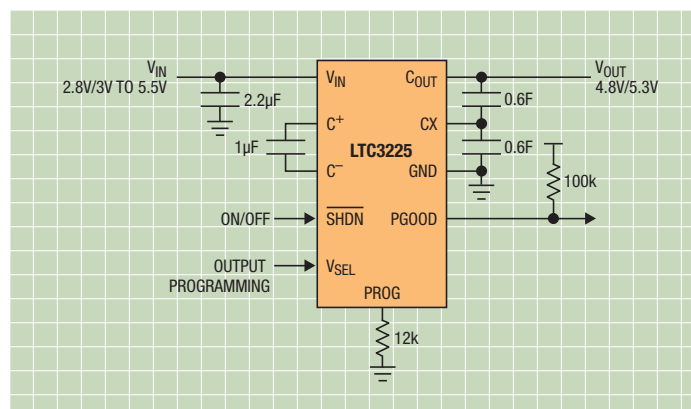 V_IN
2.8V/3V TO 5.5V
2.2µF
1µF
ON/OFF
OUTPUT
PROGRAMMING
V_IN
C+
C–
SHDN
V_SEL
LTC3225
C_OUT
CX
GND
PGOOD
PROG
12k
0.6F
0.6F
100k
V_OUT
4.8V/5.3V